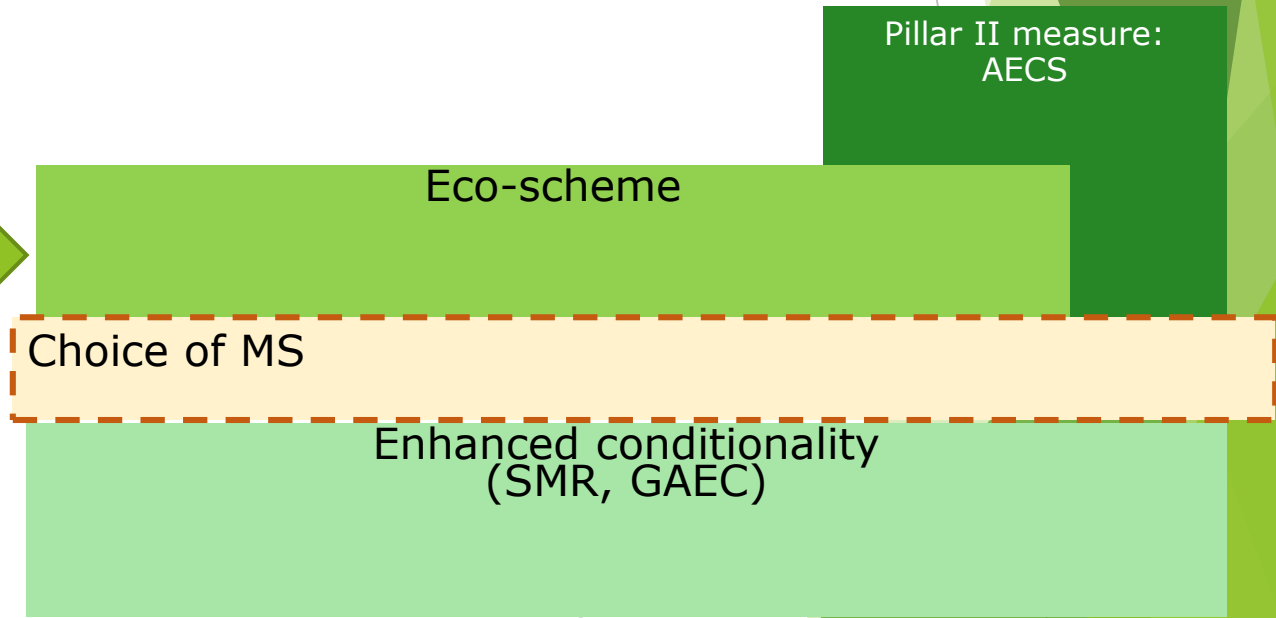 Pillar II measure:
AECS
Eco-scheme
Choice of MS
Enhanced conditionality
(SMR, GAEC)